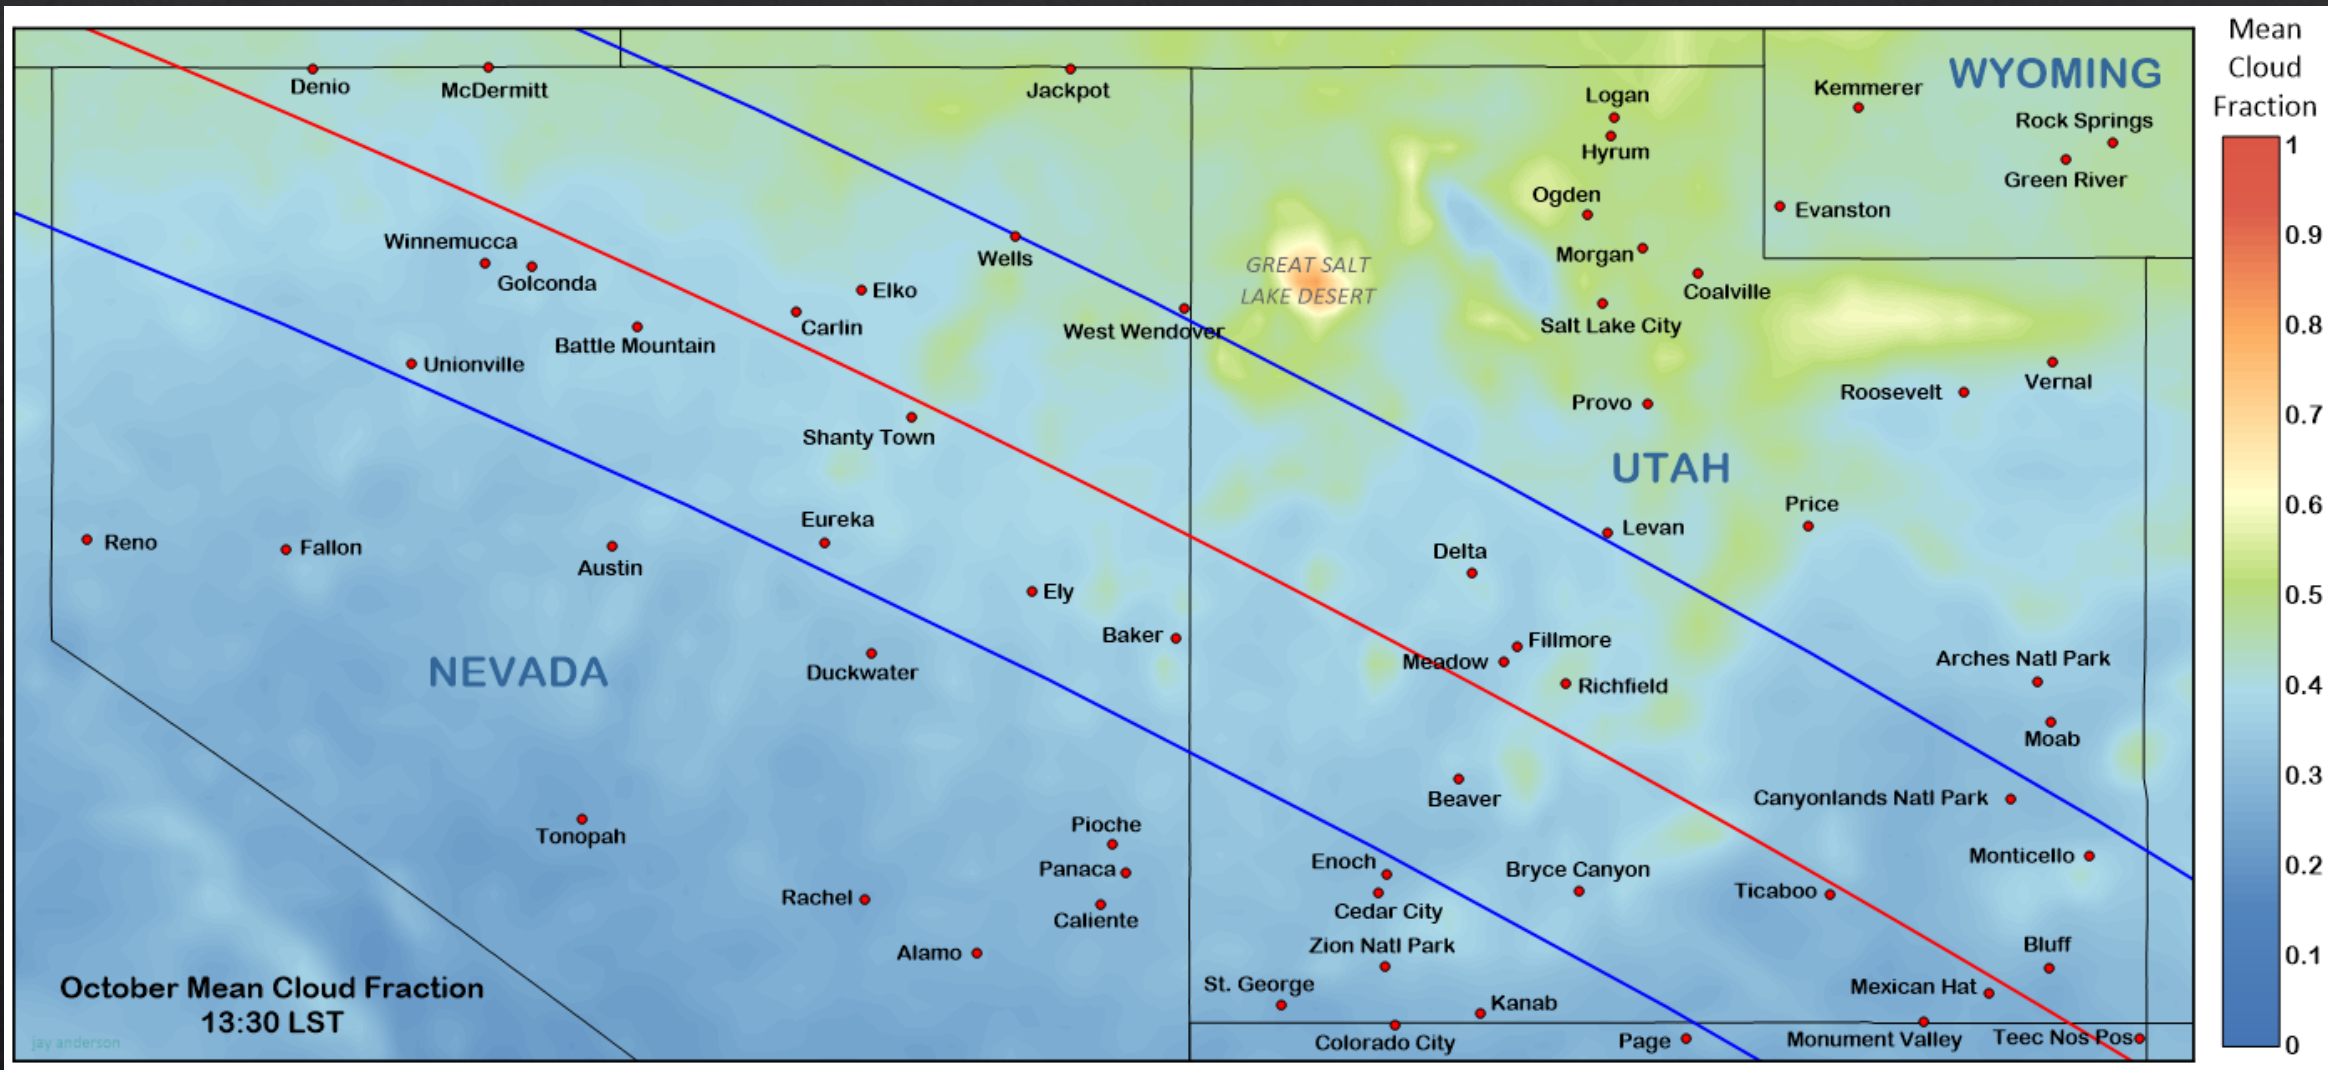 Mean
Cloud
Fraction
1
0.9
0.8
0.7
0.6
0.5
0.4
0.3
0.2
0.1
0
WYOMING
Denio
McDermitt
Jackpot
Logan
Hyrum
Kemmerer
Rock Springs
Green River
Ogden
Evanston
Winnemucca
Golconda
Wells
GREAT SALT
LAKE DESERT
Morgan
Coalville
Elko
Carlin
West Wendover
Salt Lake City
Battle Mountain
Unionville
Vernal
Roosevelt
Provo
Shanty Town
UTAH
Price
Levan
Eureka
Reno
Fallon
Austin
Delta
Ely
Baker
Fillmore
Meadow
Richfield
Arches Natl Park
NEVADA
Duckwater
Moab
Beaver
Canyonlands Natl Park
Tonopah
Pioche
Panaca
Caliente
Enoch
Cedar City
Bryce Canyon
Monticello
Ticaboo
Rachel
Alamo
Zion Natl Park
Bluff
St. George
Kanab
Mexican Hat
Colorado City
Page
Monument Valley
Teec Nos Pos
October Mean Cloud Fraction
13:30 LST
jay anderson